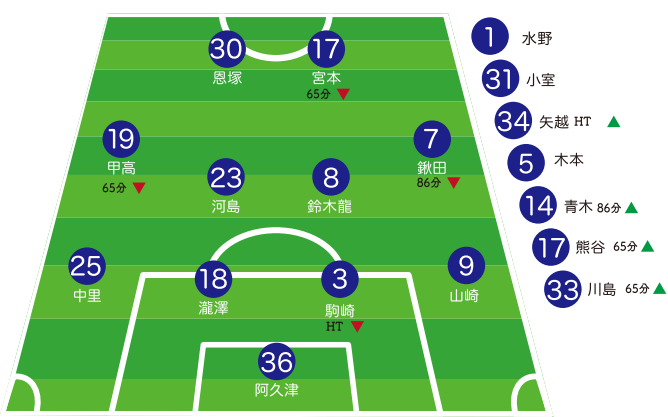 30 恩塚
17 宮本
65分 ▼
19 甲高
65分 ▼
7 鍬田
86分 ▼
23 河島
8 鈴木龍
25 中里
18 瀧澤
3 駒崎
HT ▼
9 山崎
36 阿久津
1 水野
31 小室
34 矢越 HT ▲
5 木本
14 青木 86分 ▲
17 熊谷 65分 ▲
33 川島 65分 ▲